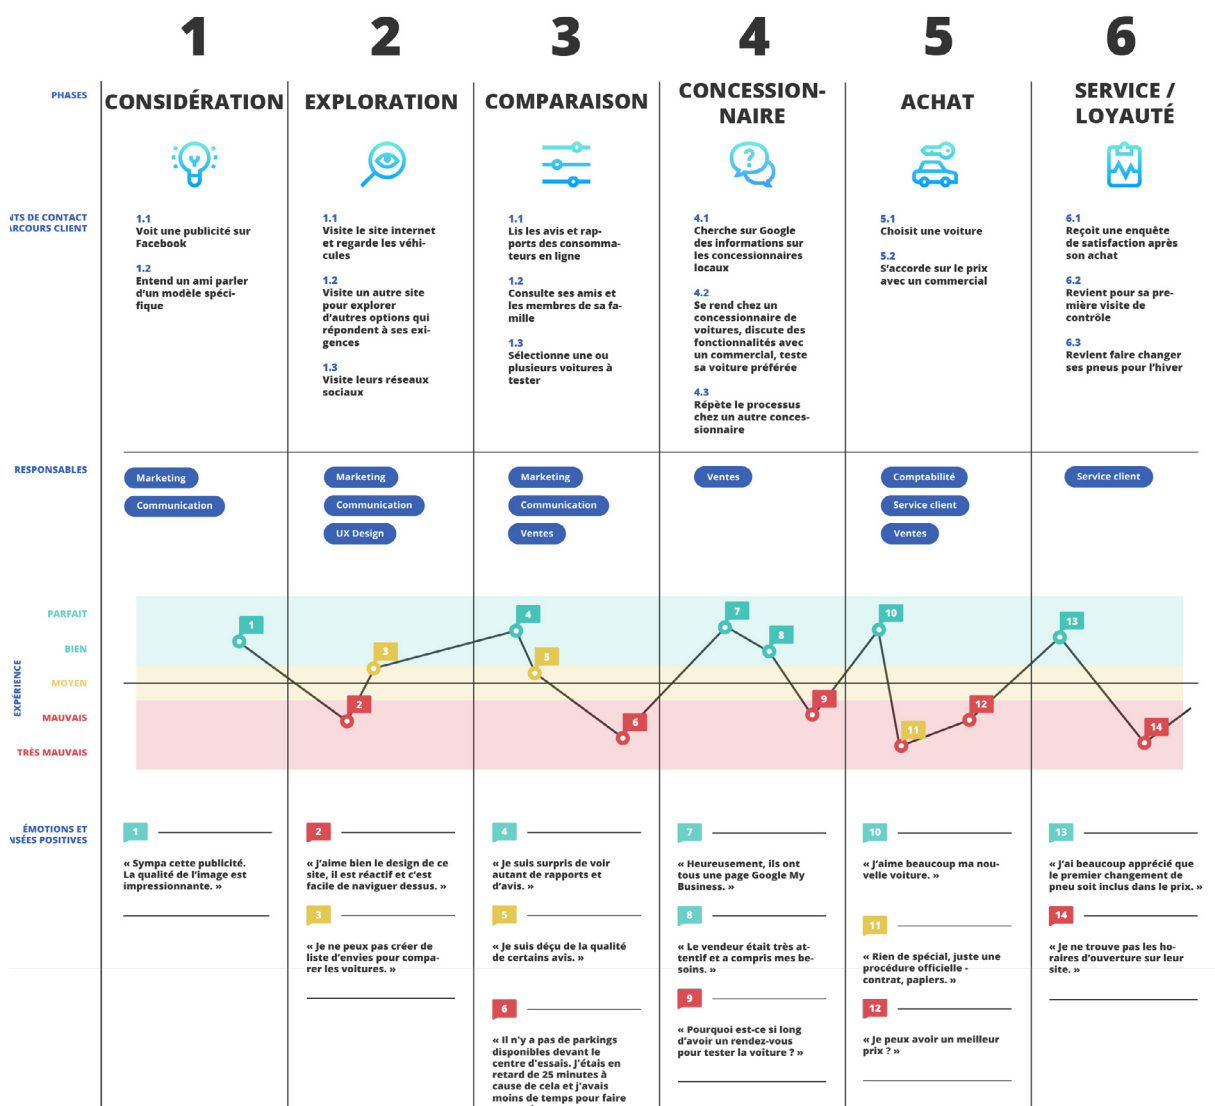 1
2
3
4
5
6
PHASES
CONSIDÉRATION
EXPLORATION
COMPARAISON
CONCESSION-
NAIRE
ACHAT
SERVICE /
LOYAUTÉ
?
NTS DE CONTACT
ARCOURS CLIENT
1.1
Voit une publicité sur
Facebook
1.2
Entend un ami parler
d'un modèle spéci-
fique
1.1
Visite le site internet
et regarde les véhi-
cules
1.2
Visite un autre site
pour explorer
d'autres options qui
répondent à ses exi-
gences
1.3
Visite leurs réseaux
sociaux
1.1
Lis les avis et rap-
ports des consomma-
teurs en ligne
1.2
Consulte ses amis et
les membres de sa fa-
mille
1.3
Sélectionne une ou
plusieurs voitures à
tester
4.1
Cherche sur Google
des informations sur
les concessionnaires
locaux
4.2
Se rend chez un
concessionnaire de
voitures, discute des
fonctionnalités avec
un commercial, teste
sa voiture préférée
4.3
Répète le processus
chez un autre conces-
sionnaire
5.1
Choisit une voiture
5.2
S'accorde sur le prix
avec un commercial
6.1
Reçoit une enquête
de satisfaction après
son achat
6.2
Revient pour sa pre-
mière visite de
contrôle
6.3
Revient faire changer
ses pneus pour l'hiver
RESPONSABLES
Marketing
Communication
Marketing
Communication
UX Design
Marketing
Communication
Ventes
Ventes
Comptabilité
Service client
Ventes
Service client
EXPÉRIENCE
PARFAIT
BIEN
MOYEN
MAUVAIS
TRÈS MAUVAIS
1
2
3
4
5
6
7
8
9
10
11
12
13
14
ÉMOTIONS ET
NSÉES POSITIVES
1
« Sympa cette publicité.
La qualité de l'image est
impressionnante. »
2
« J'aime bien le design de ce
site, il est réactif et c'est
facile de naviguer dessus. »
3
« Je ne peux pas créer de
liste d'envies pour compa-
rer les voitures. »
4
« Je suis surpris de voir
autant de rapports et
d'avis. »
5
« Je suis déçu de la qualité
de certains avis. »
6
« Il n'y a pas de parkings
disponibles devant le
centre d'essais. J'étais en
retard de 25 minutes à
cause de cela et j'avais
moins de temps pour faire
7
« Heureusement, ils ont
tous une page Google My
Business. »
8
« Le vendeur était très at-
tentif et a compris mes be-
soins. »
9
« Pourquoi est-ce si long
d'avoir un rendez-vous
pour tester la voiture ? »
10
« J'aime beaucoup ma nou-
velle voiture. »
11
« Rien de spécial, juste une
procédure officielle -
contrat, papiers. »
12
« Je peux avoir un meilleur
prix ? »
13
« J'ai beaucoup apprécié que
le premier changement de
pneu soit inclus dans le prix. »
14
« Je ne trouve pas les ho-
raires d'ouverture sur leur
site. »